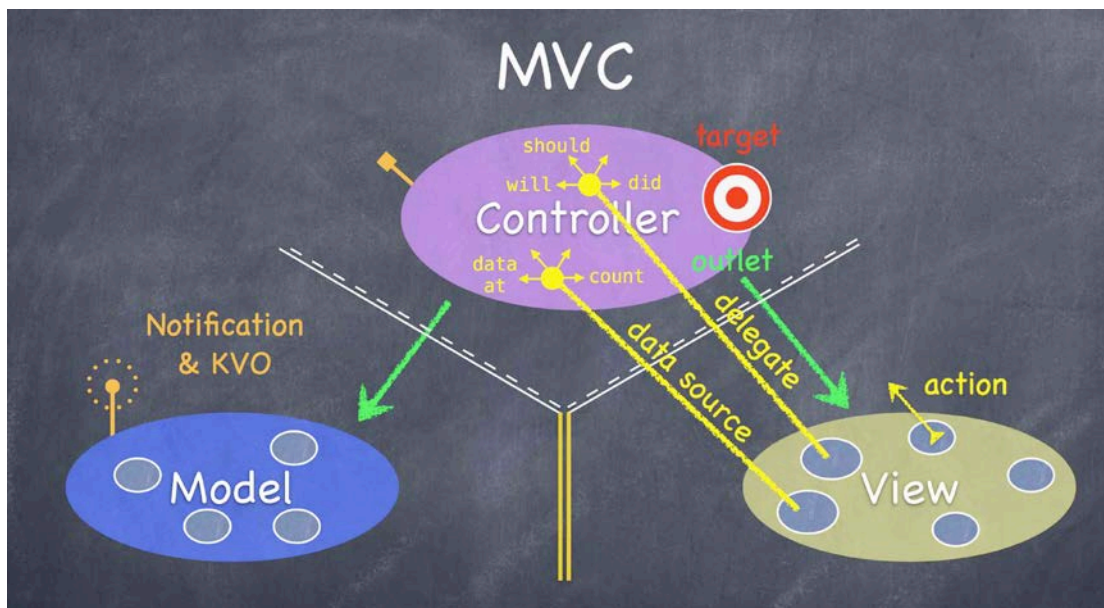 MVC
should
target
will
did
Controller
data
at
count
outlet
Notification
& KVO
delegate
data source
action
Model
View